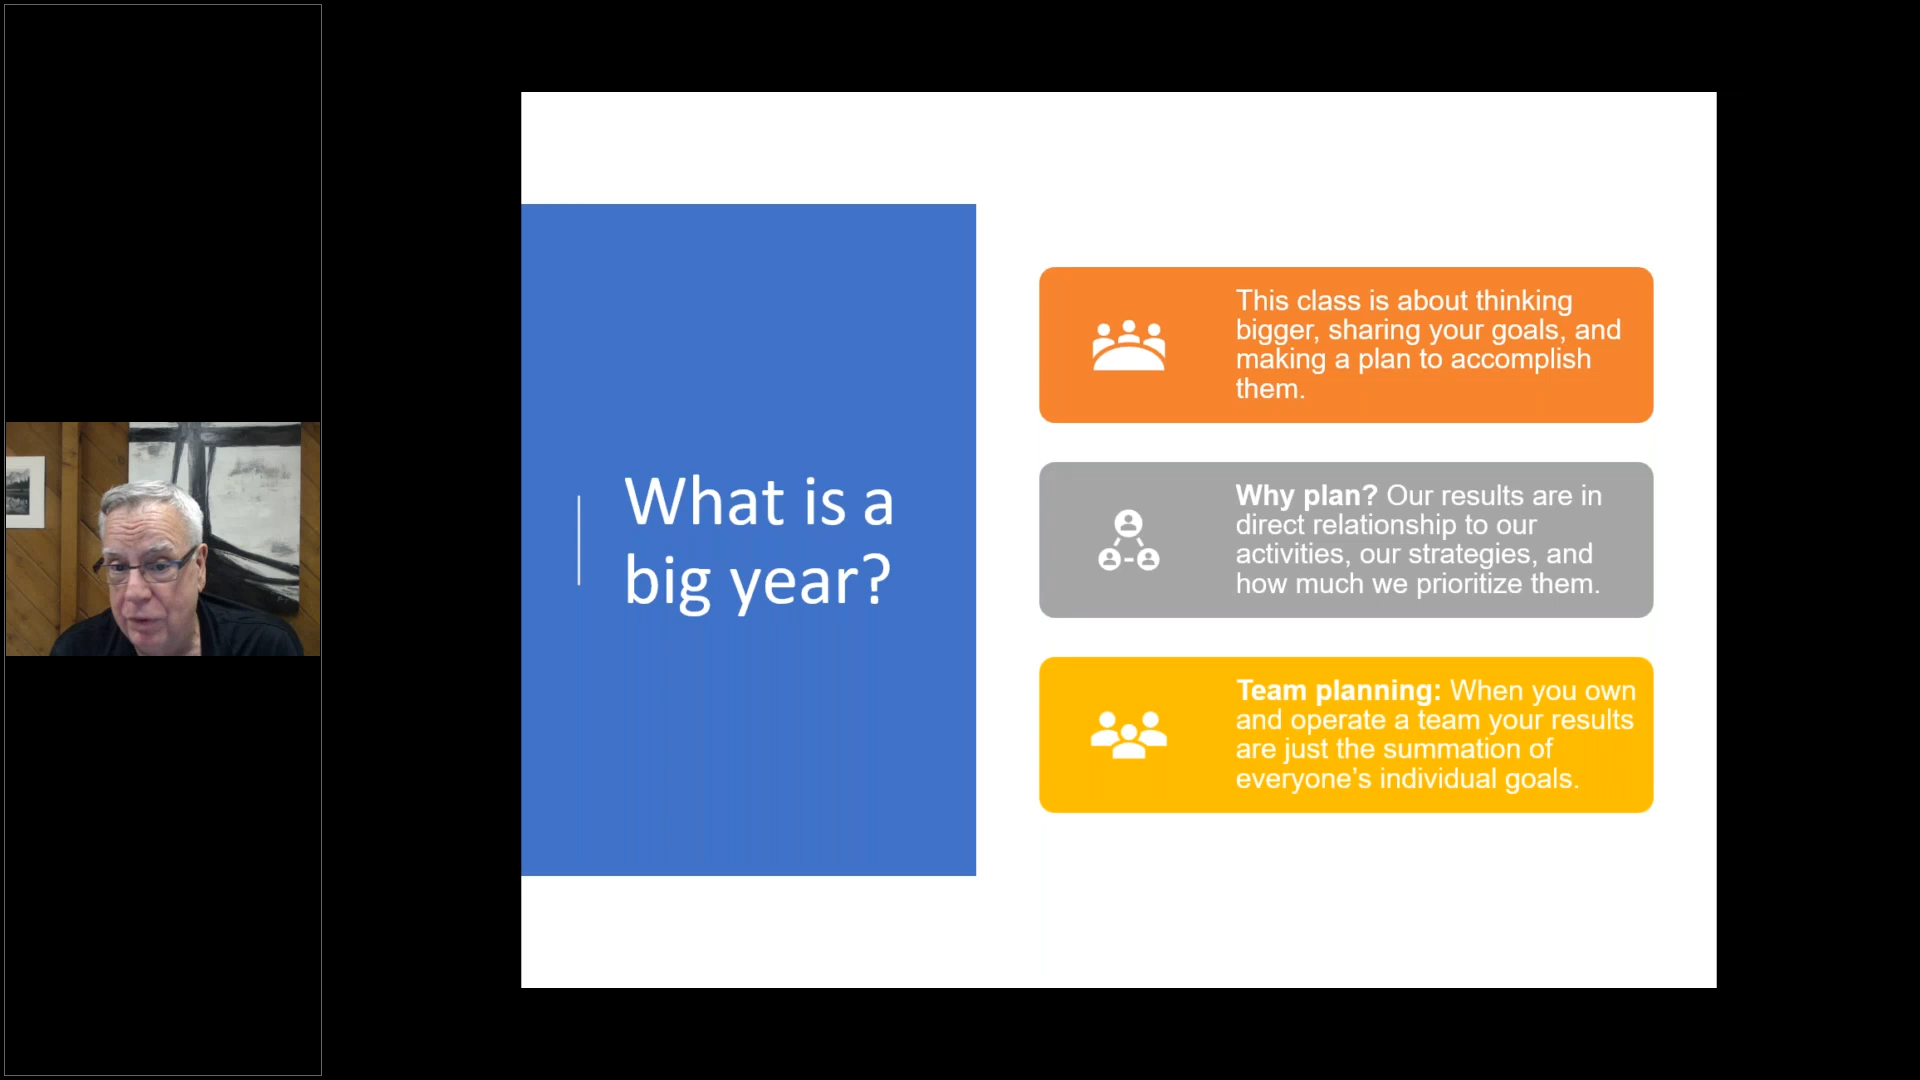 What is a
big year?
This class is about thinking
bigger, sharing your goals, and
making a plan to accomplish
them.
Why plan? Our results are in
direct relationship to our
activities, our strategies, and
how much we prioritize them.
Team planning: When you own
and operate a team your results
are just the summation of
everyone’s individual goals.